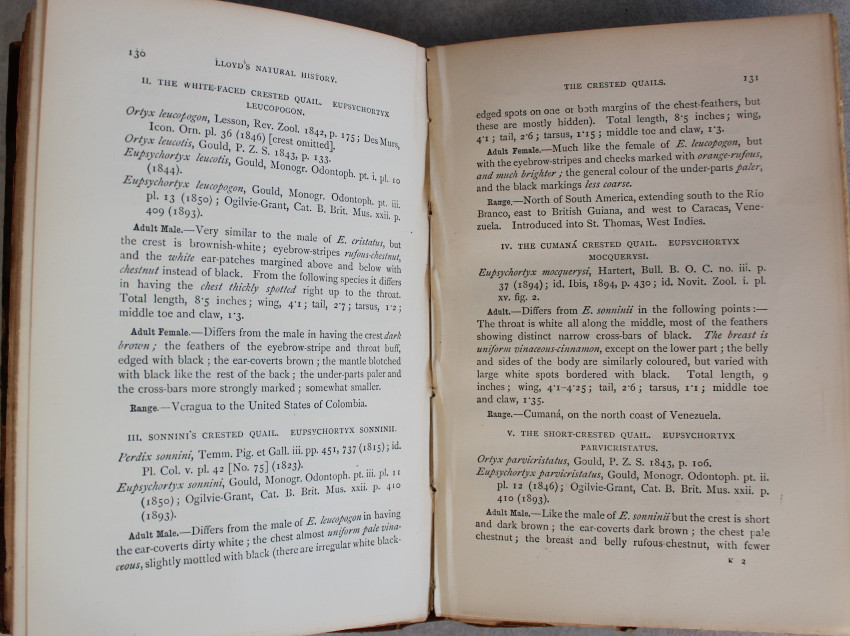 130
LLOYD'S NATURAL HISTORY.
II. THE WHITE-FACED CRESTED QUAIL. EUPSYCHORTYX
LEUCOPOGON.
Ortyx leucopogon, Lesson, Rev. Zool. 1842, p. 175; Des Murs,
Icon. Orn. pl. 36 (1846) [crest omitted].
Ortyx leucotis, Gould, P. Z. S. 1843, p. 133.
Eupsychortyx leucotis, Gould, Monogr. Odontoph. pt. i. pl. 10
(1844).
Eupsychortyx leucopogon, Gould, Monogr. Odontoph. pt. iii.
pl. 13 (1850); Ogilvie-Grant, Cat. B. Brit. Mus. xxii. p.
409 (1893).
Adult Male.—Very similar to the male of E. cristatus, but
the crest is brownish-white; eyebrow-stripes rufous-chestnut,
and the white ear-patches margined above and below with
chestnut instead of black. From the following species it differs
in having the chest thickly spotted right up to the throat.
Total length, 8·5 inches; wing, 4·1; tail, 2·7; tarsus, 1·2;
middle toe and claw, 1·3.
Adult Female.—Differs from the male in having the crest dark
brown; the feathers of the eyebrow-stripe and throat buff,
edged with black; the ear-coverts brown; the mantle blotched
with black like the rest of the back; the under-parts paler and
the cross-bars more strongly marked; somewhat smaller.
Range.—Veragua to the United States of Colombia.
III. SONNINI'S CRESTED QUAIL. EUPSYCHORTYX SONNINII.
Perdix sonnini, Temm. Pig. et Gall. iii. pp. 451, 737 (1815); id.
Pl. Col. v. pl. 42 [No. 75] (1823).
Eupsychortyx sonnini, Gould, Monogr. Odontoph. pt. iii. pl. 11
(1850); Ogilvie-Grant, Cat. B. Brit. Mus. xxii. p. 410
(1893).
Adult Male.—Differs from the male of E. leucopogon in having
the ear-coverts dirty white; the chest almost uniform pale vina-
ceous, slightly mottled with black (there are irregular white black-
THE CRESTED QUAILS.
131
edged spots on one or both margins of the chest-feathers, but
these are mostly hidden). Total length, 8·5 inches; wing,
4·1; tail, 2·6; tarsus, 1·15; middle toe and claw, 1·3.
Adult Female.—Much like the female of E. leucopogon, but
with the eyebrow-stripes and cheeks marked with orange-rufous,
and much brighter; the general colour of the under-parts paler,
and the black markings less coarse.
Range.—North of South America, extending south to the Rio
Branco, east to British Guiana, and west to Caracas, Vene-
zuela. Introduced into St. Thomas, West Indies.
IV. THE CUMANÁ CRESTED QUAIL. EUPSYCHORTYX
MOCQUERYSI.
Eupsychortyx mocquerysi, Hartert, Bull. B. O. C. no. iii. p.
37 (1894); id. Ibis, 1894, p. 430; id. Novit. Zool. i. pl.
xv. fig. 2.
Adult.—Differs from E. sonninii in the following points:—
The throat is white all along the middle, most of the feathers
showing distinct narrow cross-bars of black. The breast is
uniform vinaceous-cinnamon, except on the lower part; the belly
and sides of the body are similarly coloured, but varied with
large white spots bordered with black. Total length, 9
inches; wing, 4·1-4·25; tail, 2·6; tarsus, 1·1; middle toe
and claw, 1·35.
Range.—Cumaná, on the north coast of Venezuela.
V. THE SHORT-CRESTED QUAIL. EUPSYCHORTYX
PARVICRISTATUS.
Ortyx parvicristatus, Gould, P. Z. S. 1843, p. 106.
Eupsychortyx parvicristatus, Gould, Monogr. Odontoph. pt. ii.
pl. 12 (1846); Ogilvie-Grant, Cat. B. Brit. Mus. xxii. p.
410 (1893).
Adult Male.—Like the male of E. sonninii but the crest is short
and dark brown; the ear-coverts dark brown; the chest pale
chestnut; the breast and belly rufous-chestnut, with fewer
K 2